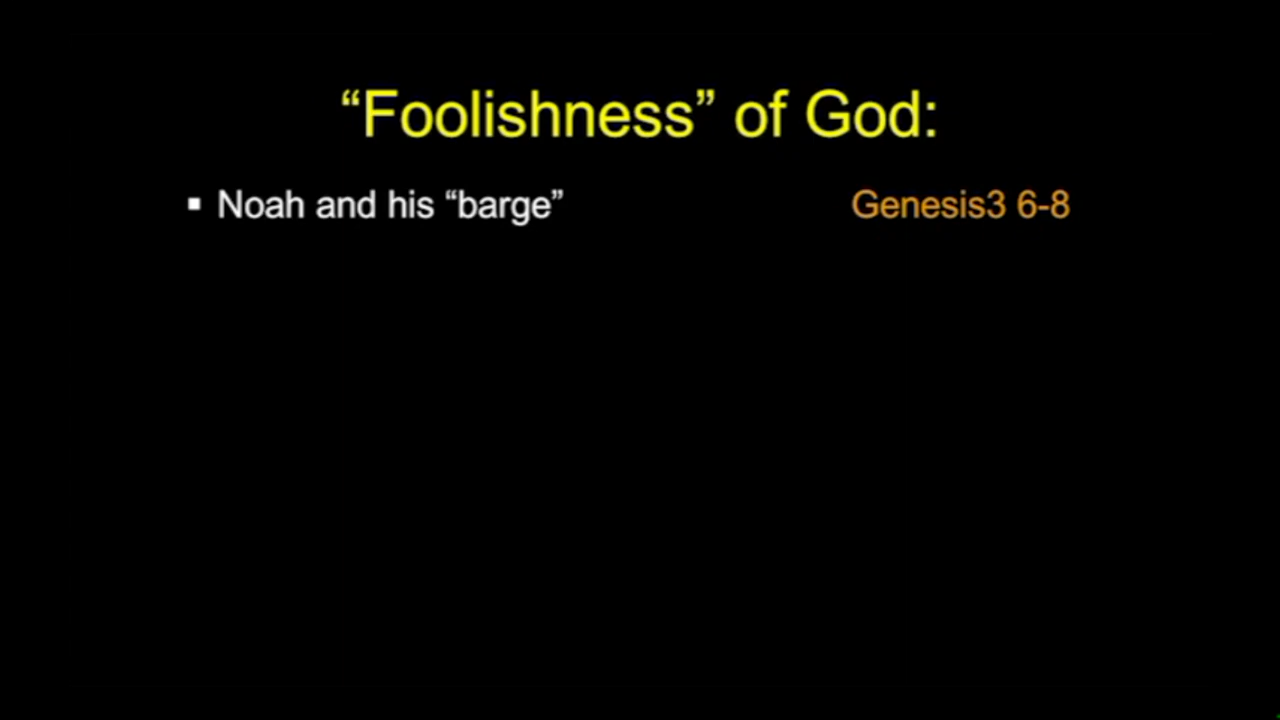 “Foolishness” of God:
▪ Noah and his “barge” Genesis3 6-8